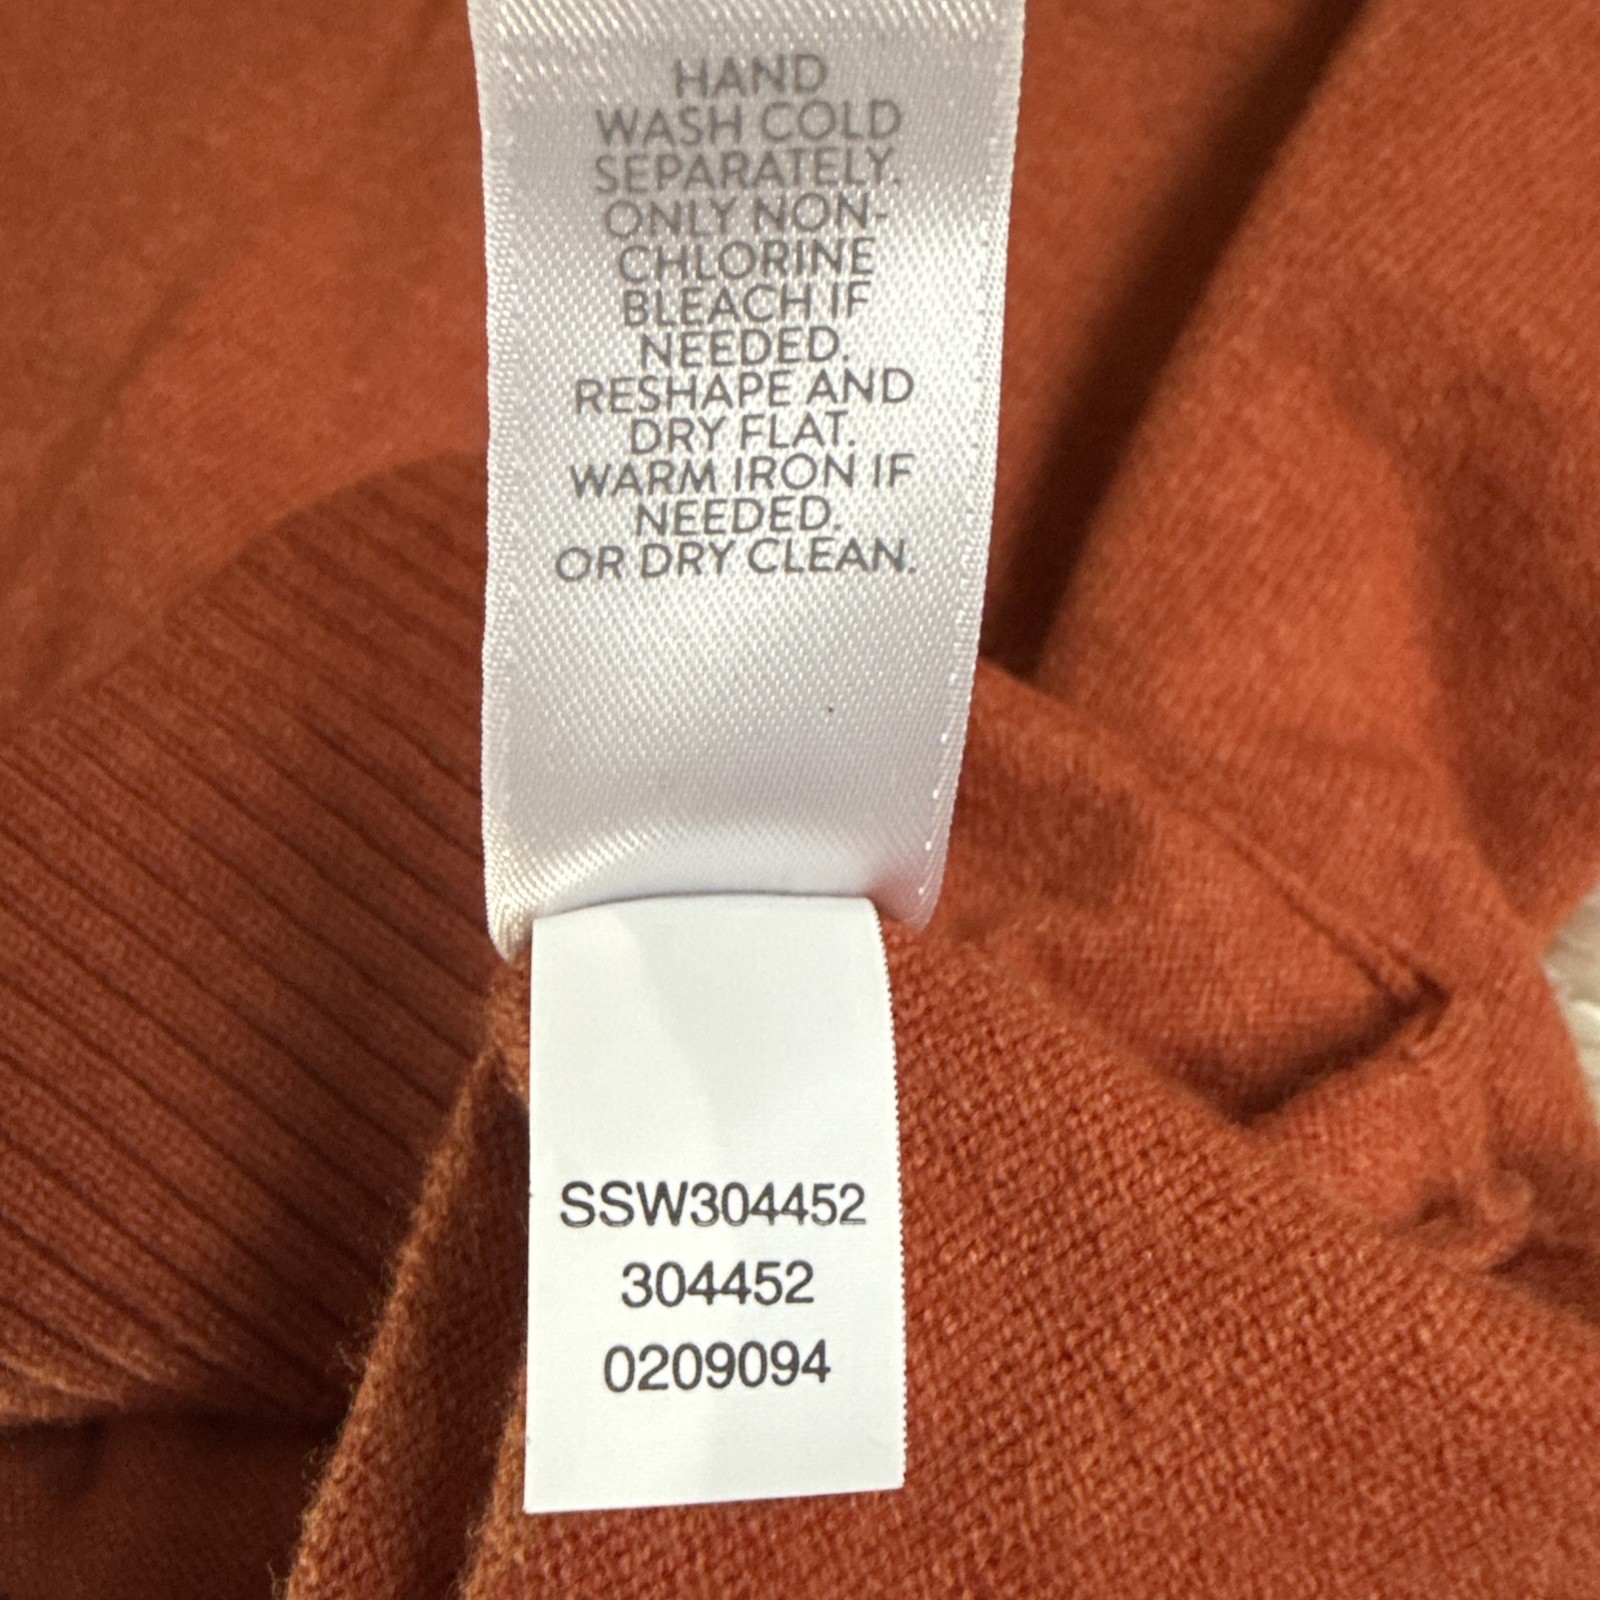 HAND
WASH COLD
SEPARATELY.
ONLY NON-
CHLORINE
BLEACH IF
NEEDED.
RESHAPE AND
DRY FLAT.
WARM IRON IF
NEEDED.
OR DRY CLEAN.
SSW304452
304452
0209094